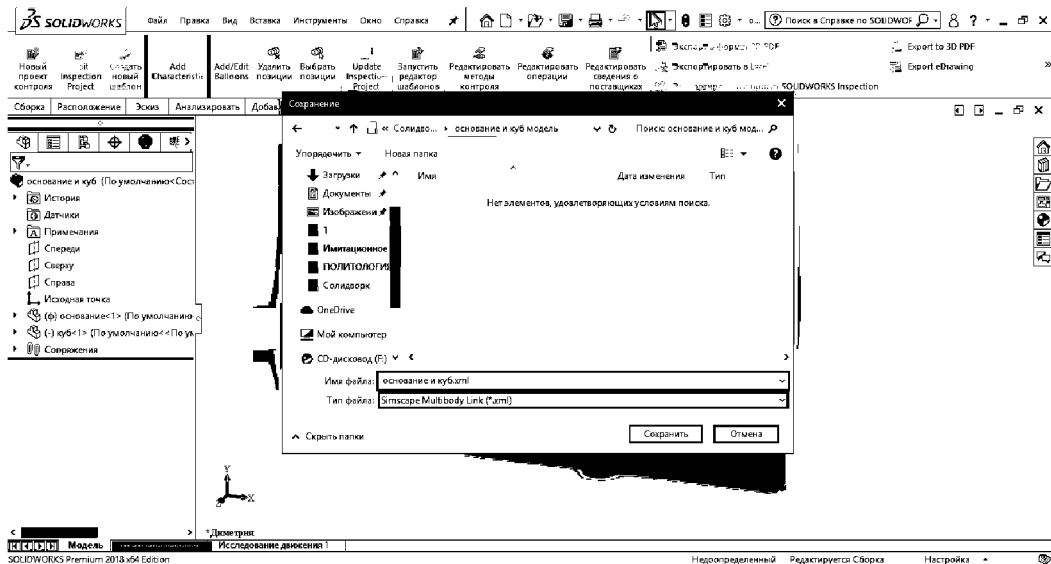 SOLIDWORKS Файл Правка Вид Вставка Инструменты Окно Справка Поиск в Справке по SOLIDWOF
Новый проект контроля
Inspection Project
новый шаблон
Add Characteristic
Add/Edit Balloons
Удалить позиции
Выбрать позиции
Update Inspection Project
Запустить редактор шаблонов
Редактировать методы контроля
Редактировать операции
Редактировать сведения о поставщиках
Экспортировать в
SOLIDWORKS Inspection
Export to 3D PDF
Export eDrawing
Сборка Расположение Эскиз Анализировать Добав
Сохранение
« Солидво... основание и куб модель Поиск: основание и куб мод...
Упорядочить Новая папка
Загрузки
Документы
Изображени
1
Имитационное
ПОЛИТОЛОГИЯ
Солидворк
OneDrive
Мой компьютер
CD-дисковод (F:)
Имя Дата изменения Тип
Нет элементов, удовлетворяющих условиям поиска.
Имя файла: основание и куб.xml
Тип файла: Simscape Multibody Link (*.xml)
Скрыть папки Сохранить Отмена
основание и куб (По умолчанию<Сост
История
Датчики
Примечания
Спереди
Сверху
Справа
Исходная точка
(ф) основание<1> (По умолчанию
(-) куб<1> (По умолчанию<<По ум
Сопряжения
Y
X
*Диметрия
Модель Исследование движения 1
SOLIDWORKS Premium 2018 x64 Edition Недоопределенный Редактируется Сборка Настройка